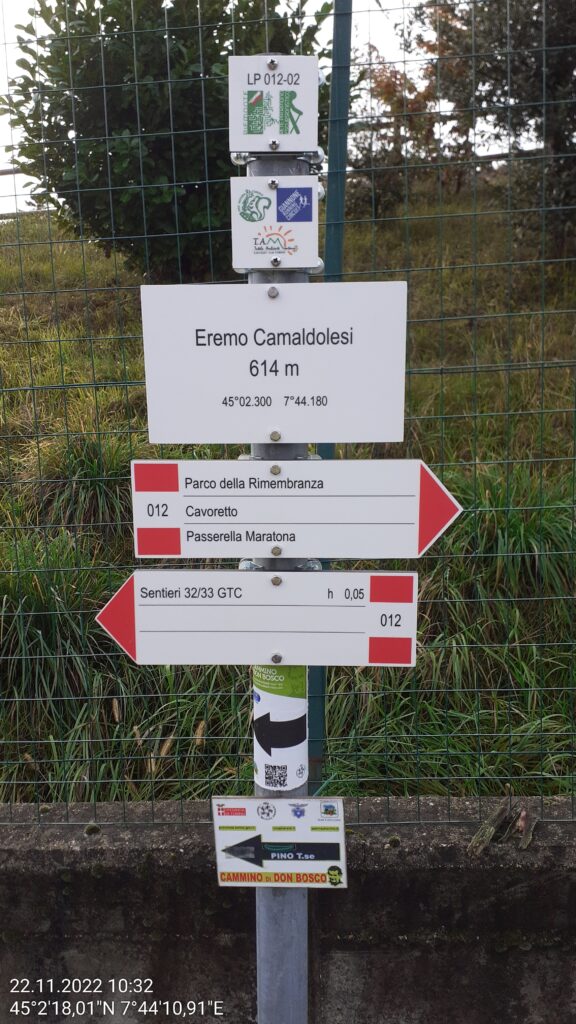 LP 012-02
GIANNONE
T.A.M
Eremo Camaldolesi
614 m
45°02.300 7°44.180
Parco della Rimembranza
012 Cavoretto
Passerella Maratona
Sentieri 32/33 GTC h 0,05
012
CAMMINO
DON BOSCO
PINO T.se
CAMMINO DI DON BOSCO
22.11.2022 10:32
45°2'18,01"N 7°44'10,91"E